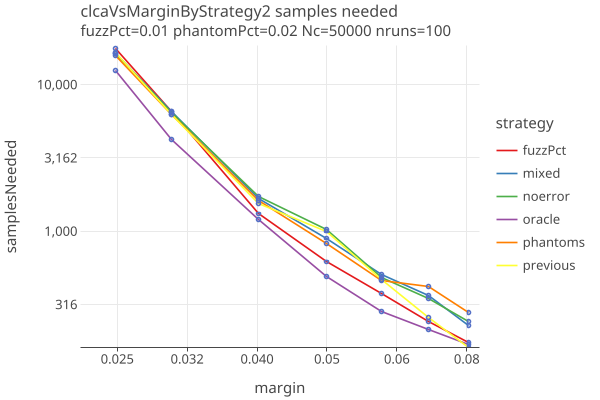 clcaVsMarginByStrategy2 samples needed
fuzzPct=0.01 phantomPct=0.02 Nc=50000 nruns=100
samplesNeeded
10,000
3,162
1,000
316
0.025
0.032
0.040
0.05
0.06
0.08
margin
strategy
fuzzPct
mixed
noerror
oracle
phantoms
previous